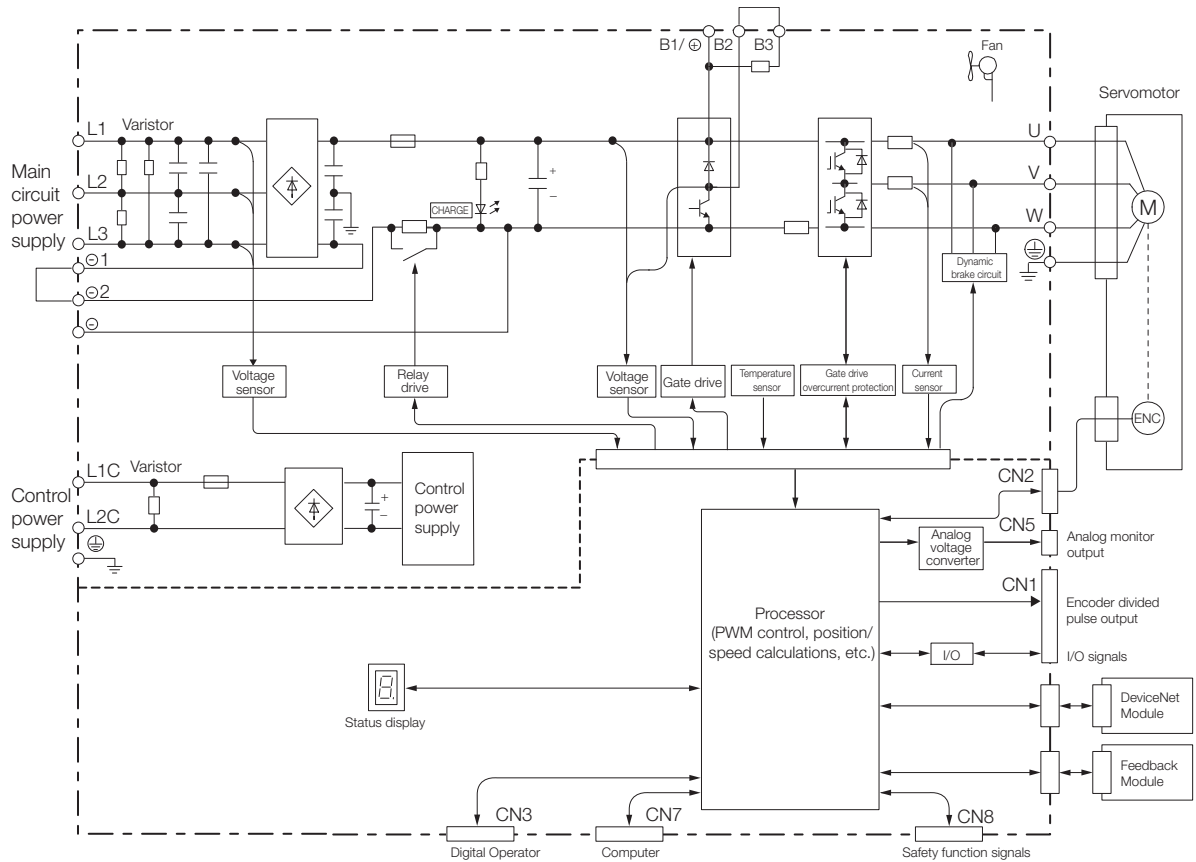 B1/ ⊕ B2 B3
Fan
Servomotor
Varistor
L1
L2
L3
Main
circuit
power
supply
⊖1
⊖2
⊖
CHARGE
+
–
U
V
W
M
Dynamic
brake circuit
Voltage
sensor
Relay
drive
Voltage
sensor
Gate drive
Temperature
sensor
Gate drive
overcurrent protection
Current
sensor
ENC
L1C
Varistor
L2C
Control
power
supply
+
–
Control
power
supply
CN2
CN5
Analog
voltage
converter
Analog monitor
output
CN1
Encoder divided
pulse output
Processor
(PWM control, position/
speed calculations, etc.)
I/O
I/O signals
8.
Status display
DeviceNet
Module
Feedback
Module
CN3
CN7
CN8
Digital Operator
Computer
Safety function signals